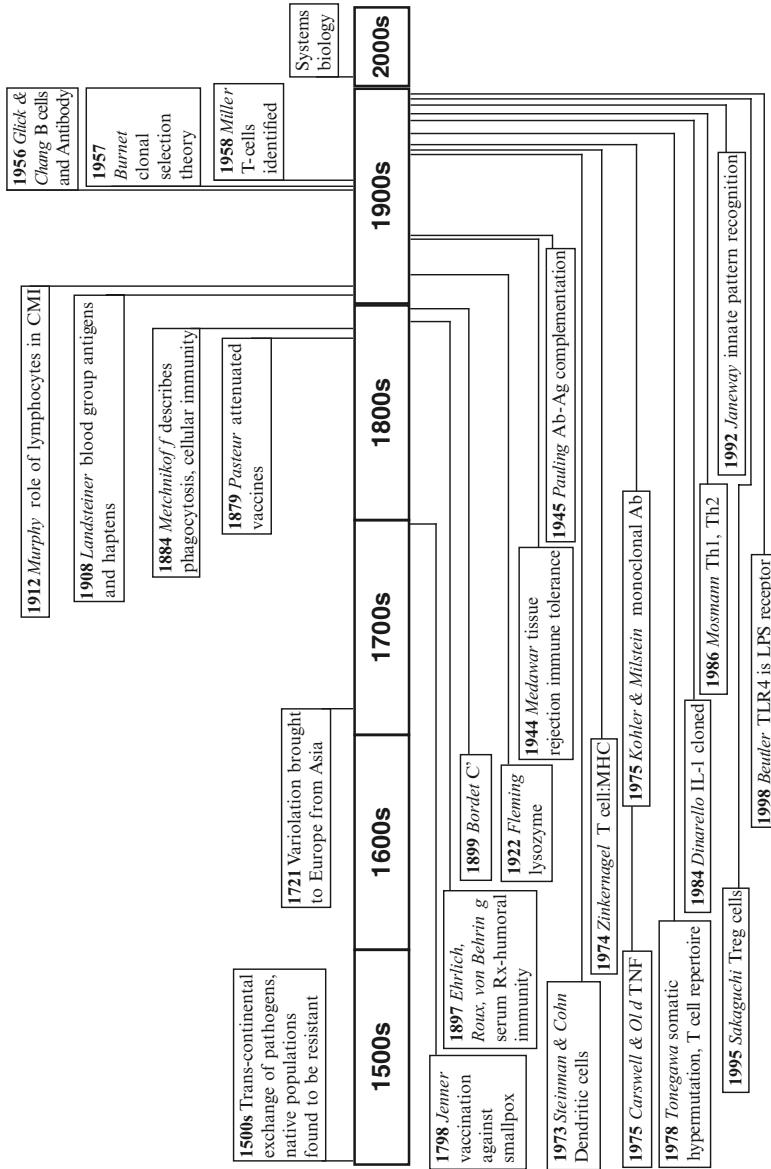 1956 Glick &
Chang B cells
and Antibody
1957
Burnet
clonal
selection
theory
1958 Miller
T-cells
identified
Systems
biology
1912 Murphy role of lymphocytes in CMI
1908 Landsteiner blood group antigens
and haptens
1884 Metchnikof f describes
phagocytosis, cellular immunity
1879 Pasteur attenuated
vaccines
1721 Variolation brought
to Europe from Asia
1500s Trans-continental
exchange of pathogens,
native populations
found to be resistant
1500s
1600s
1700s
1800s
1900s
2000s
1798 Jenner
vaccination
against
smallpox
1897 Ehrlich,
Roux, von Behrin g
serum Rx-humoral
immunity
1899 Bordet C'
1922 Fleming
lysozyme
1944 Medawar tissue
rejection immune tolerance
1945 Pauling Ab-Ag complementation
1973 Steinman & Cohn
Dendritic cells
1974 Zinkernagel T cell:MHC
1975 Carswell & Ol d TNF
1975 Kohler & Milstein monoclonal Ab
1978 Tonegawa somatic
hypermutation, T cell repertoire
1984 Dinarello IL-1 cloned
1986 Mosmann Th1, Th2
1992 Janeway innate pattern recognition
1995 Sakaguchi Treg cells
1998 Beutler TLR4 is LPS receptor